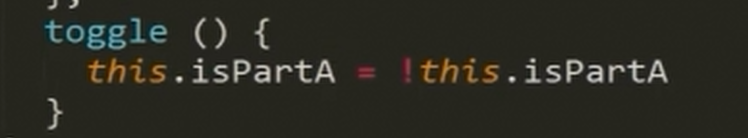 toggle () {
this.isPartA = !this.isPartA
}